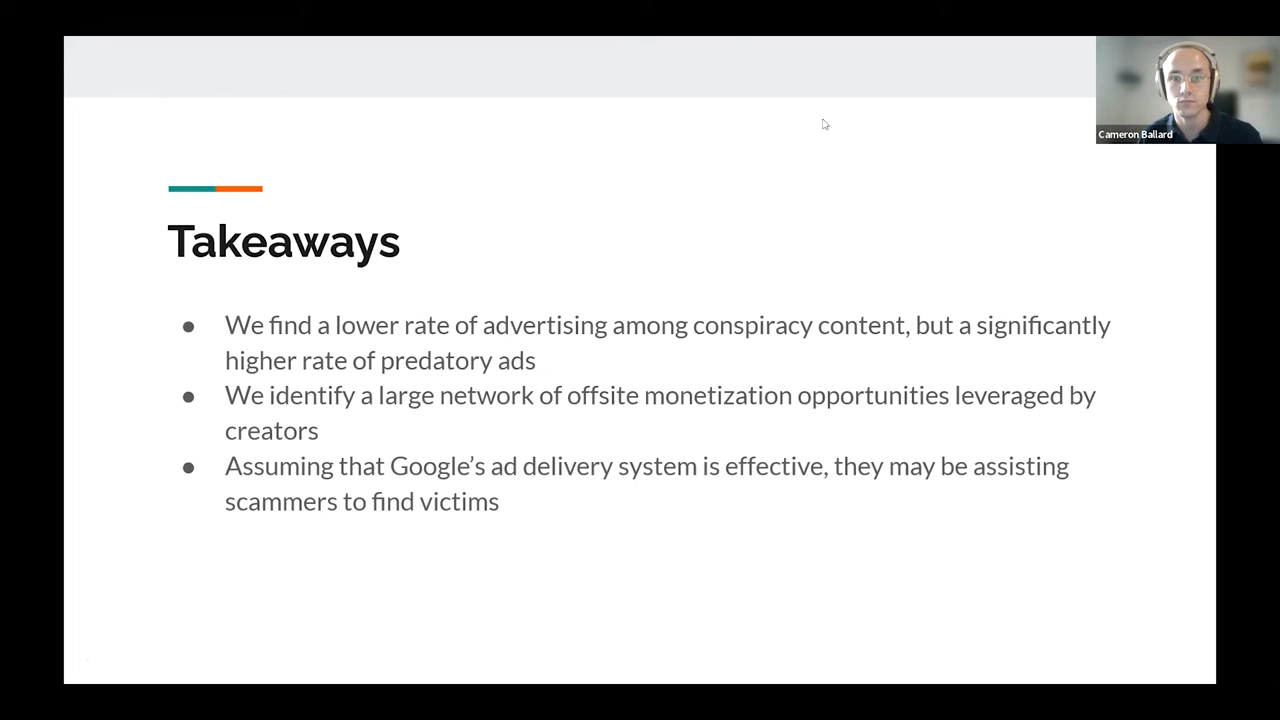 Cameron Ballard
Takeaways
● We find a lower rate of advertising among conspiracy content, but a significantly
higher rate of predatory ads
● We identify a large network of offsite monetization opportunities leveraged by
creators
● Assuming that Google’s ad delivery system is effective, they may be assisting
scammers to find victims